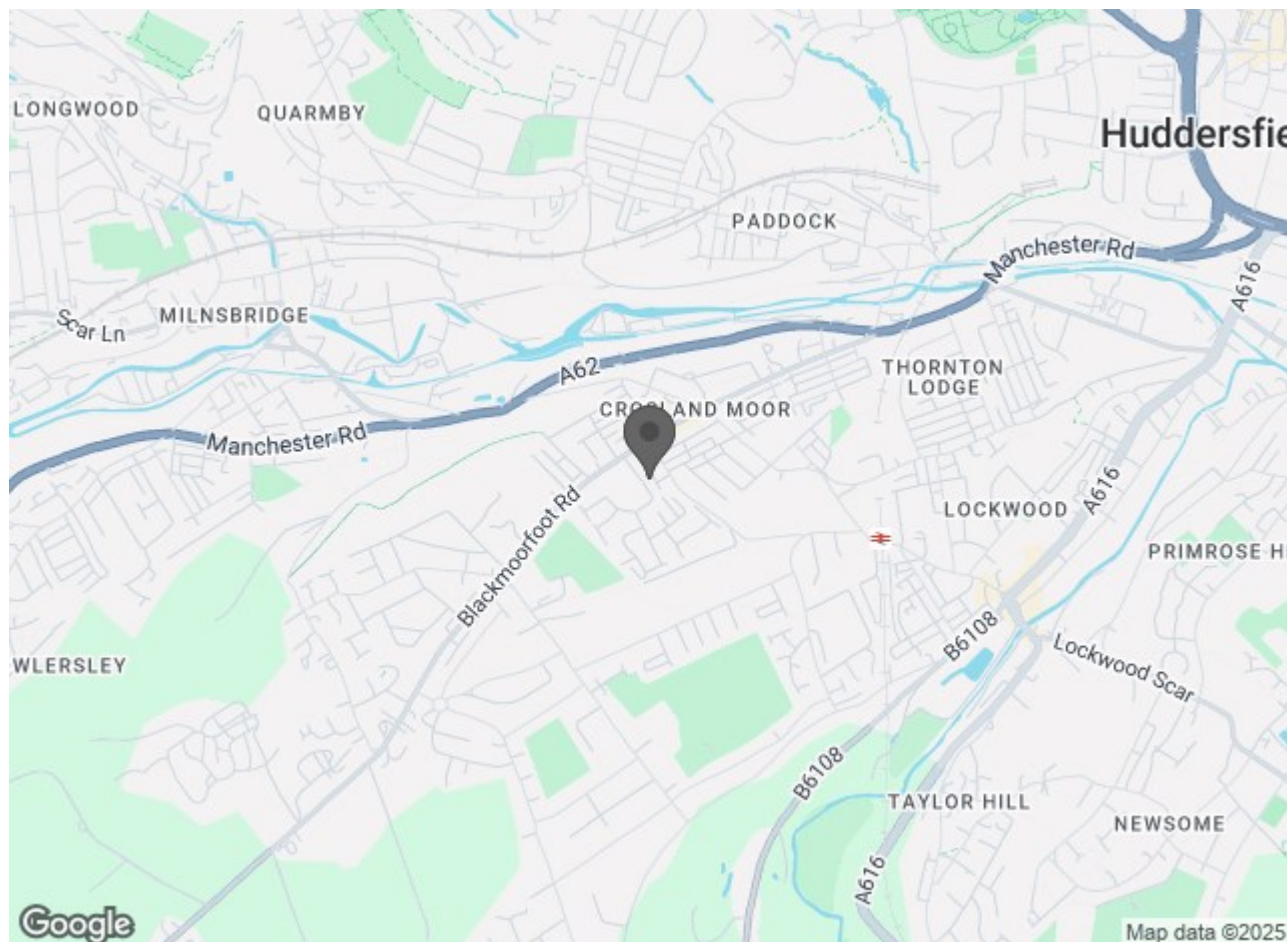 LONGWOOD
QUARMBY
Huddersfie
PADDOCK
Manchester Rd
A616
MILNSBRIDGE
Scar Ln
A62
THORNTON
LODGE
CROSLAND MOOR
Manchester Rd
Blackmoorfoot Rd
LOCKWOOD
A616
PRIMROSE H
B6108
Lockwood Scar
WLERSLEY
B6108
TAYLOR HILL
NEWSOME
A616
Google
Map data ©2025